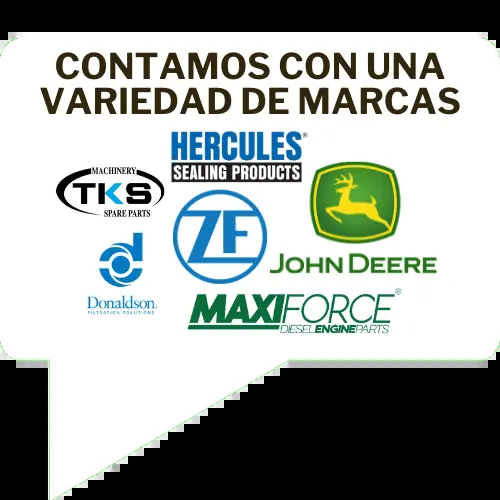 CONTAMOS CON UNA
VARIEDAD DE MARCAS
HERCULES®
SEALING PRODUCTS
MACHINERY
TKS
SPARE PARTS
ZF
JOHN DEERE
Donaldson.
FILTRATION SOLUTIONS
MAXIFORCE®
DIESEL ENGINE PARTS